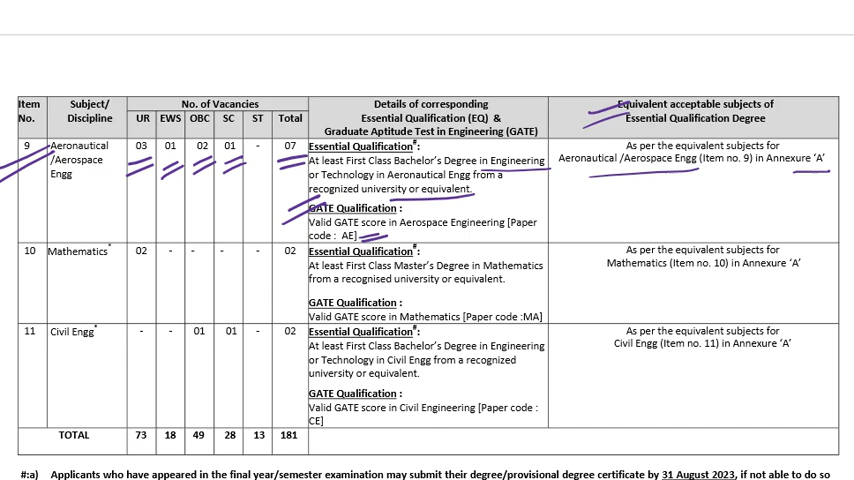 Item No. Subject/ Discipline No. of Vacancies Details of corresponding Essential Qualification (EQ) & Graduate Aptitude Test in Engineering (GATE) Equivalent acceptable subjects of Essential Qualification Degree
UR EWS OBC SC ST Total
9 Aeronautical 03 01 02 01 - 07 Essential Qualification#: As per the equivalent subjects for
/Aerospace At least First Class Bachelor's Degree in Engineering Aeronautical /Aerospace Engg (Item no. 9) in Annexure 'A'
Engg or Technology in Aeronautical Engg from a
recognized university or equivalent.
GATE Qualification :
Valid GATE score in Aerospace Engineering [Paper
code : AE]
10 Mathematics* 02 - - - - 02 Essential Qualification#: As per the equivalent subjects for
At least First Class Master's Degree in Mathematics Mathematics (Item no. 10) in Annexure 'A'
from a recognised university or equivalent.
GATE Qualification :
Valid GATE score in Mathematics [Paper code :MA]
11 Civil Engg* - - 01 01 - 02 Essential Qualification#: As per the equivalent subjects for
At least First Class Bachelor's Degree in Engineering Civil Engg (Item no. 11) in Annexure 'A'
or Technology in Civil Engg from a recognized
university or equivalent.
GATE Qualification :
Valid GATE score in Civil Engineering [Paper code :
CE]
TOTAL 73 18 49 28 13 181
#:a) Applicants who have appeared in the final year/semester examination may submit their degree/provisional degree certificate by 31 August 2023, if not able to do so